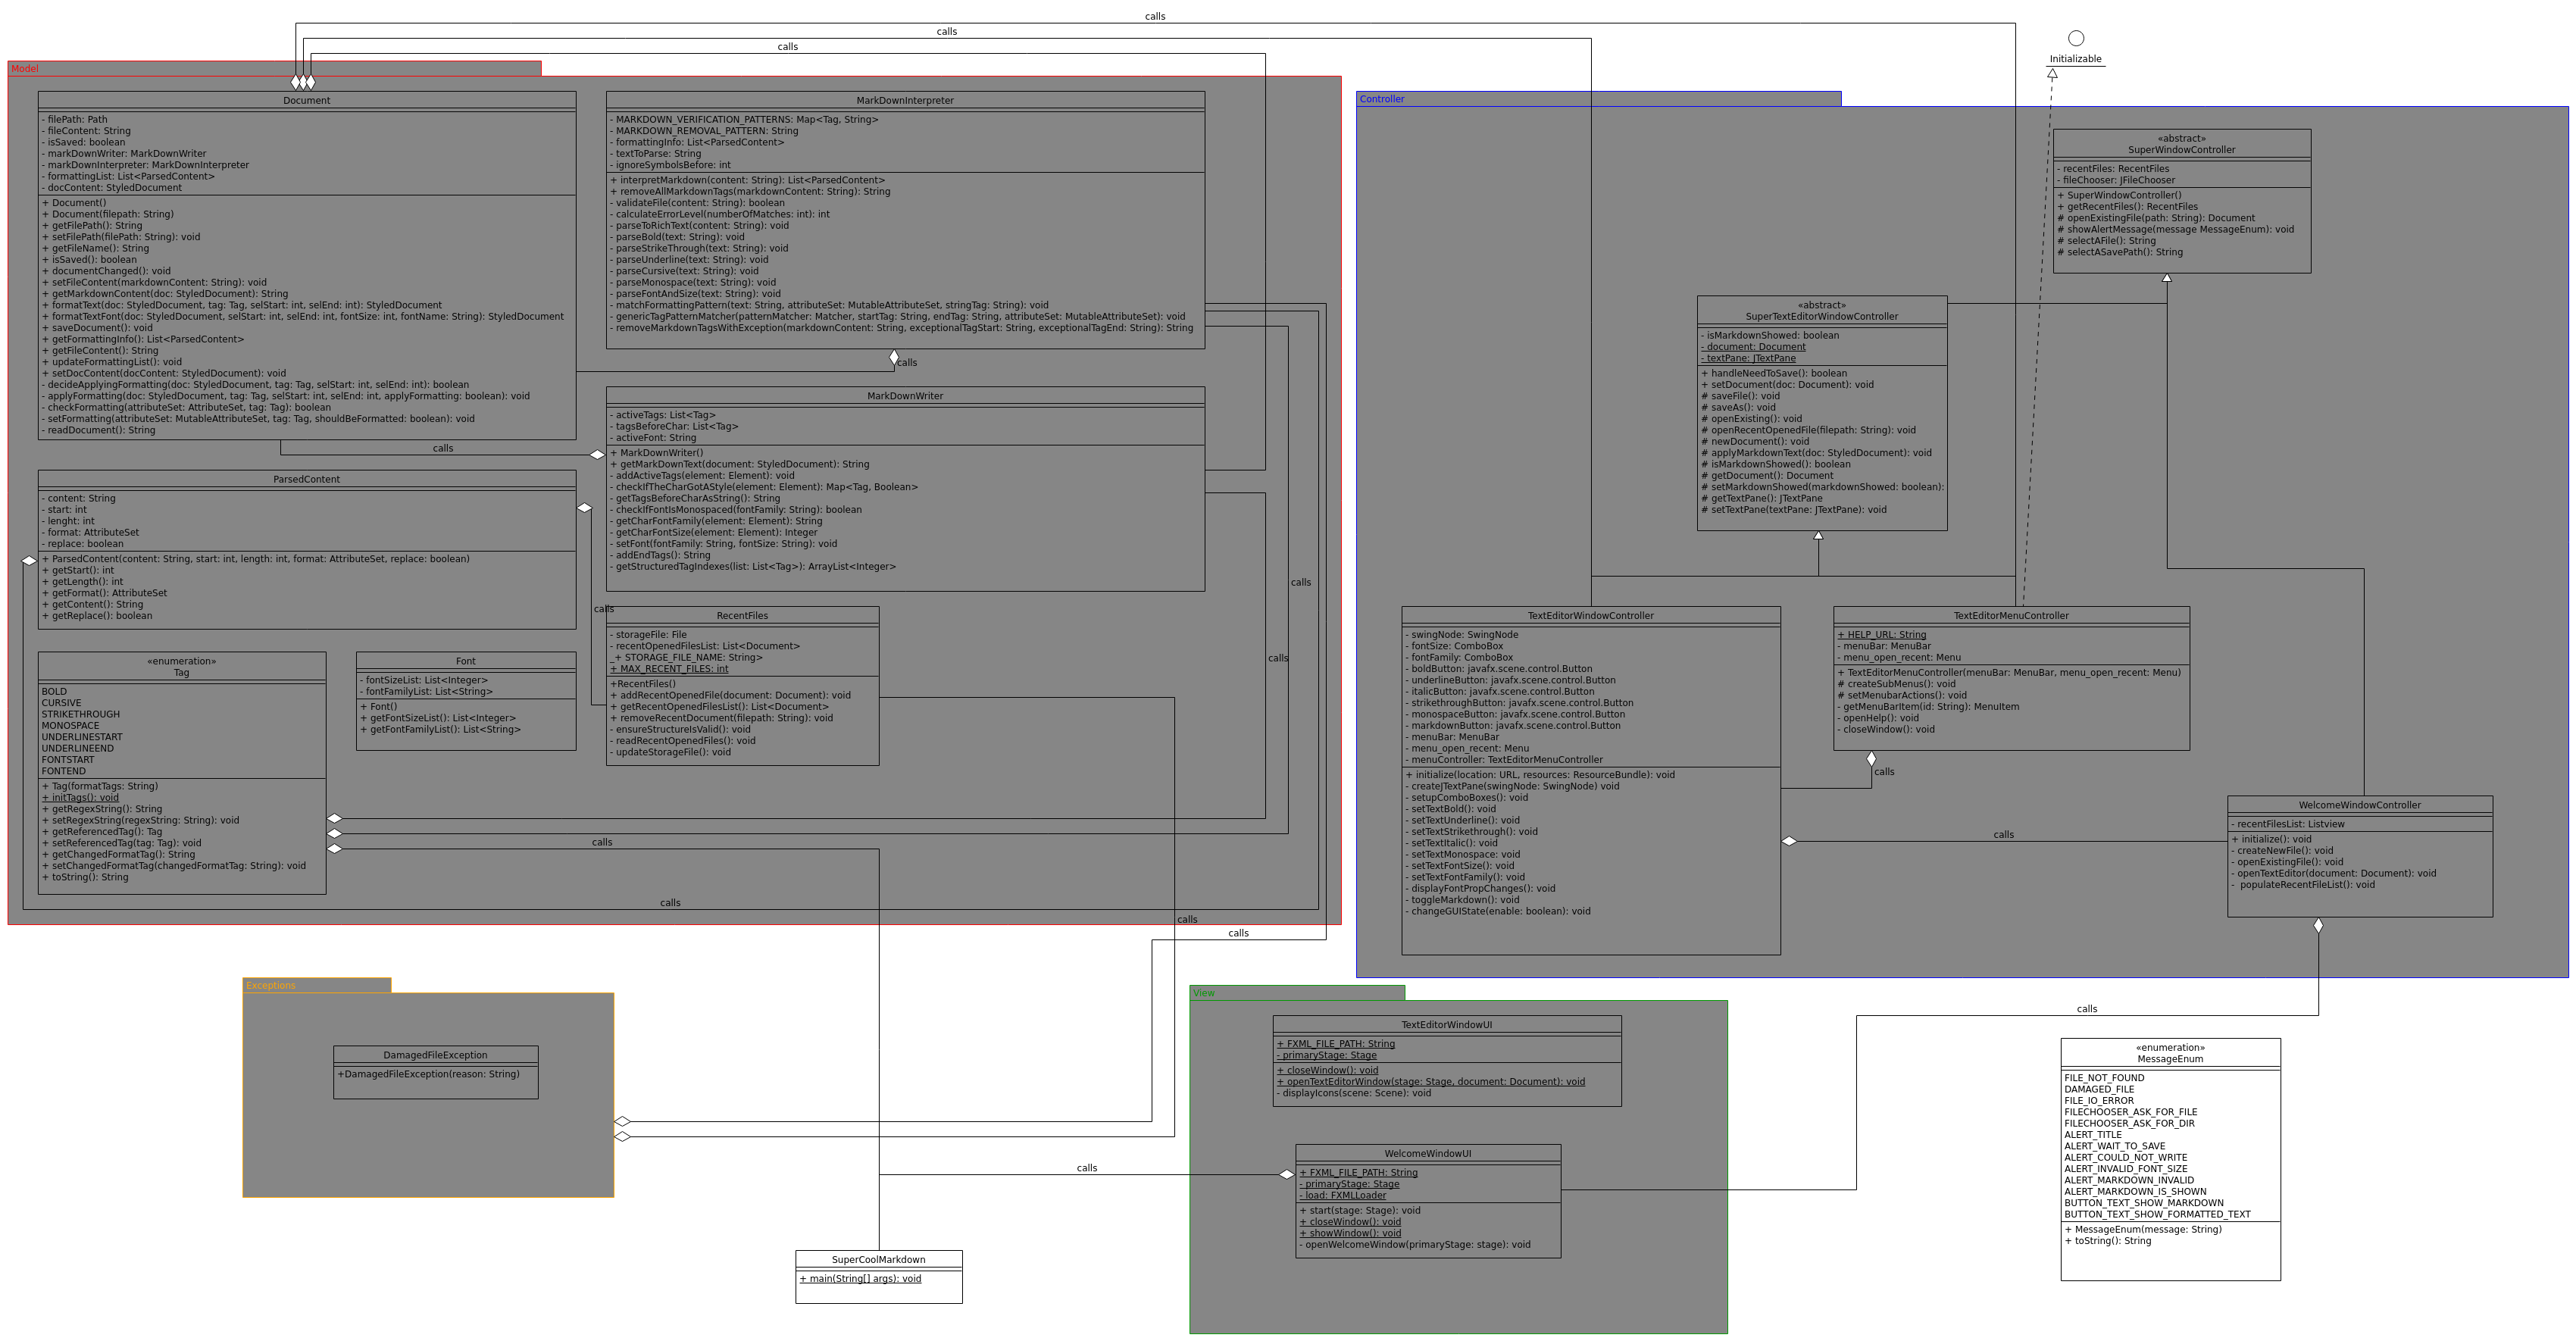 calls
calls
calls
Initializable
Model
Document
- filePath: Path
- fileContent: String
- isSaved: boolean
- markDownWriter: MarkDownWriter
- markDownInterpreter: MarkDownInterpreter
- formattingList: List<ParsedContent>
- docContent: StyledDocument
+ Document()
+ Document(filepath: String)
+ getFilePath(): String
+ setFilePath(filePath: String): void
+ getFileName(): String
+ isSaved(): boolean
+ documentChanged(): void
+ setFileContent(markdownContent: String): void
+ getMarkdownContent(doc: StyledDocument): String
+ formatText(doc: StyledDocument, tag: Tag, selStart: int, selEnd: int): StyledDocument
+ formatTextFont(doc: StyledDocument, selStart: int, selEnd: int, fontSize: int, fontName: String): StyledDocument
+ saveDocument(): void
+ getFormattingInfo(): List<ParsedContent>
+ getFileContent(): String
+ updateFormattingList(): void
+ setDocContent(docContent: StyledDocument): void
- decideApplyingFormatting(doc: StyledDocument, tag: Tag, selStart: int, selEnd: int): boolean
- applyFormatting(doc: StyledDocument, tag: Tag, selStart: int, selEnd: int, applyFormatting: boolean): void
- checkFormatting(attributeSet: AttributeSet, tag: Tag): boolean
- setFormatting(attributeSet: MutableAttributeSet, tag: Tag, shouldBeFormatted: boolean): void
- readDocument(): String
MarkDownInterpreter
- MARKDOWN_VERIFICATION_PATTERNS: Map<Tag, String>
- MARKDOWN_REMOVAL_PATTERN: String
- formattingInfo: List<ParsedContent>
- textToParse: String
- ignoreSymbolsBefore: int
+ interpretMarkdown(content: String): List<ParsedContent>
+ removeAllMarkdownTags(markdownContent: String): String
- validateFile(content: String): boolean
- calculateErrorLevel(numberOfMatches: int): int
- parseToRichText(content: String): void
- parseBold(text: String): void
- parseStrikeThrough(text: String): void
- parseUnderline(text: String): void
- parseCursive(text: String): void
- parseMonospace(text: String): void
- parseFontAndSize(text: String): void
- matchFormattingPattern(text: String, attributeSet: MutableAttributeSet, stringTag: String): void
- genericTagPatternMatcher(patternMatcher: Matcher, startTag: String, endTag: String, attributeSet: MutableAttributeSet): void
- removeMarkdownTagsWithException(markdownContent: String, exceptionalTagStart: String, exceptionalTagEnd: String): String
calls
MarkDownWriter
- activeTags: List<Tag>
- tagsBeforeChar: List<Tag>
- activeFont: String
+ MarkDownWriter()
+ getMarkDownText(document: StyledDocument): String
- addActiveTags(element: Element): void
- checkIfTheCharGotAStyle(element: Element): Map<Tag, Boolean>
- getTagsBeforeCharAsString(): String
- checkIfFontIsMonospaced(fontFamily: String): boolean
- getCharFontFamily(element: Element): String
- getCharFontSize(element: Element): Integer
- setFont(fontFamily: String, fontSize: String): void
- addEndTags(): String
- getStructuredTagIndexes(list: List<Tag>): ArrayList<Integer>
calls
ParsedContent
- content: String
- start: int
- lenght: int
- format: AttributeSet
- replace: boolean
+ ParsedContent(content: String, start: int, length: int, format: AttributeSet, replace: boolean)
+ getStart(): int
+ getLength(): int
+ getFormat(): AttributeSet
+ getContent(): String
+ getReplace(): boolean
calls
RecentFiles
- storageFile: File
- recentOpenedFilesList: List<Document>
_+ STORAGE_FILE_NAME: String>
+ MAX_RECENT_FILES: int
+RecentFiles()
+ addRecentOpenedFile(document: Document): void
+ getRecentOpenedFilesList: List<Document>
+ removeRecentDocument(filepath: String): void
- ensureStructureIsValid(): void
- readRecentOpenedFiles(): void
- updateStorageFile(): void
«enumeration»
Tag
BOLD
CURSIVE
STRIKETHROUGH
MONOSPACE
UNDERLINESTART
UNDERLINEEND
FONTSTART
FONTEND
+ Tag(formatTags: String)
+ initTags(): void
+ getRegexString(): String
+ setRegexString(regexString: String): void
+ getReferencedTag(): Tag
+ setReferencedTag(tag: Tag): void
+ getChangedFormatTag(): String
+ setChangedFormatTag(changedFormatTag: String): void
+ toString(): String
Font
- fontSizeList: List<Integer>
- fontFamilyList: List<String>
+ Font()
+ getFontSizeList(): List<Integer>
+ getFontFamilyList(): List<String>
calls
calls
calls
calls
calls
calls
Controller
«abstract»
SuperWindowController
- recentFiles: RecentFiles
- fileChooser: JFileChooser
+ SuperWindowController()
+ getRecentFiles(): RecentFiles
# openExistingFile(path: String): Document
# showAlertMessage(message MessageEnum): void
# selectAFile(): String
# selectASavePath(): String
«abstract»
SuperTextEditorWindowController
- isMarkdownShowed: boolean
- document: Document
- textPane: JTextPane
+ handleNeedToSave(): boolean
+ setDocument(doc: Document): void
# saveFile(): void
# saveAs(): void
# openExisting(): void
# openRecentOpenedFile(filepath: String): void
# newDocument(): void
# applyMarkdownText(doc: StyledDocument): void
# isMarkdownShowed(): boolean
# getDocument(): Document
# setMarkdownShowed(markdownShowed: boolean):
# getTextPane(): JTextPane
# setTextPane(textPane: JTextPane): void
TextEditorWindowController
- swingNode: SwingNode
- fontSize: ComboBox
- fontFamily: ComboBox
- boldButton: javafx.scene.control.Button
- underlineButton: javafx.scene.control.Button
- italicButton: javafx.scene.control.Button
- strikethroughButton: javafx.scene.control.Button
- monospaceButton: javafx.scene.control.Button
- markdownButton: javafx.scene.control.Button
- menuBar: MenuBar
- menu_open_recent: Menu
- menuController: TextEditorMenuController
+ initialize(location: URL, resources: ResourceBundle): void
- createJTextPane(swingNode: SwingNode) void
- setupComboBoxes(): void
- setTextBold(): void
- setTextUnderline(): void
- setTextStrikethrough(): void
- setTextItalic(): void
- setTextMonospace: void
- setTextFontSize(): void
- setTextFontFamily(): void
- displayFontPropChanges(): void
- toggleMarkdown(): void
- changeGUIState(enable: boolean): void
TextEditorMenuController
+ HELP_URL: String
- menuBar: MenuBar
- menu_open_recent: Menu
+ TextEditorMenuController(menuBar: MenuBar, menu_open_recent: Menu)
# createSubMenus(): void
# setMenubarActions(): void
- getMenuBarItem(id: String): MenuItem
- openHelp(): void
- closeWindow(): void
calls
calls
WelcomeWindowController
- recentFilesList: Listview
+ initialize(): void
- createNewFile(): void
- openExistingFile(): void
- openTextEditor(document: Document): void
-  populateRecentFileList(): void
Exceptions
DamagedFileException
+DamagedFileException(reason: String)
calls
SuperCoolMarkdown
+ main(String[] args): void
View
TextEditorWindowUI
+ FXML_FILE_PATH: String
- primaryStage: Stage
+ closeWindow(): void
+ openTextEditorWindow(stage: Stage, document: Document): void
- displayIcons(scene: Scene): void
WelcomeWindowUI
+ FXML_FILE_PATH: String
- primaryStage: Stage
- load: FXMLLoader
+ start(stage: Stage): void
+ closeWindow(): void
+ showWindow(): void
- openWelcomeWindow(primaryStage: stage): void
calls
«enumeration»
MessageEnum
FILE_NOT_FOUND
DAMAGED_FILE
FILE_IO_ERROR
FILECHOOSER_ASK_FOR_FILE
FILECHOOSER_ASK_FOR_DIR
ALERT_TITLE
ALERT_WAIT_TO_SAVE
ALERT_COULD_NOT_WRITE
ALERT_INVALID_FONT_SIZE
ALERT_MARKDOWN_INVALID
ALERT_MARKDOWN_IS_SHOWN
BUTTON_TEXT_SHOW_MARKDOWN
BUTTON_TEXT_SHOW_FORMATTED_TEXT
+ MessageEnum(message: String)
+ toString(): String